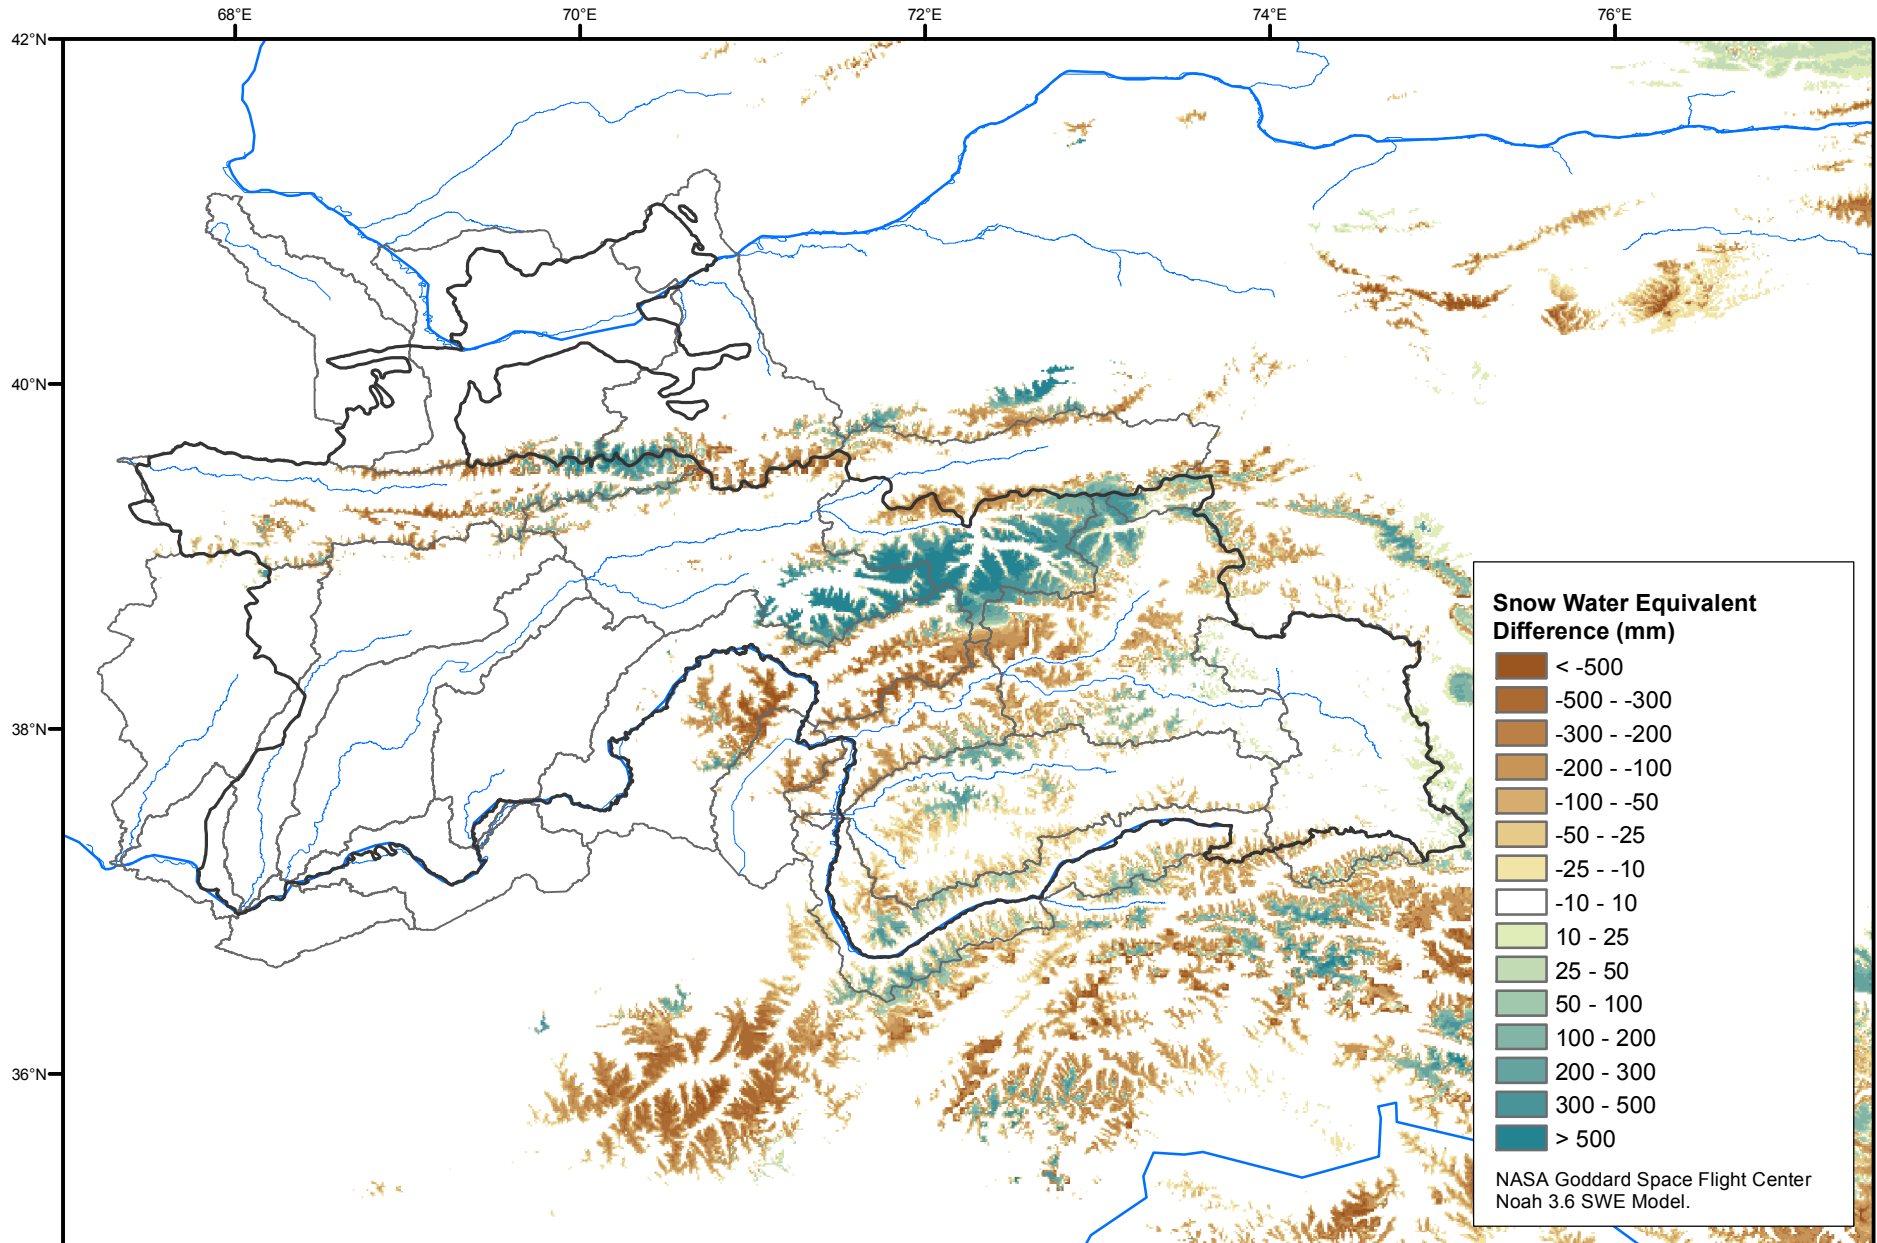 68°E
70°E
72°E
74°E
76°E
42°N
40°N
38°N
36°N
Snow Water Equivalent
Difference (mm)
< -500
-500 - -300
-300 - -200
-200 - -100
-100 - -50
-50 - -25
-25 - -10
-10 - 10
10 - 25
25 - 50
50 - 100
100 - 200
200 - 300
300 - 500
> 500
NASA Goddard Space Flight Center
Noah 3.6 SWE Model.